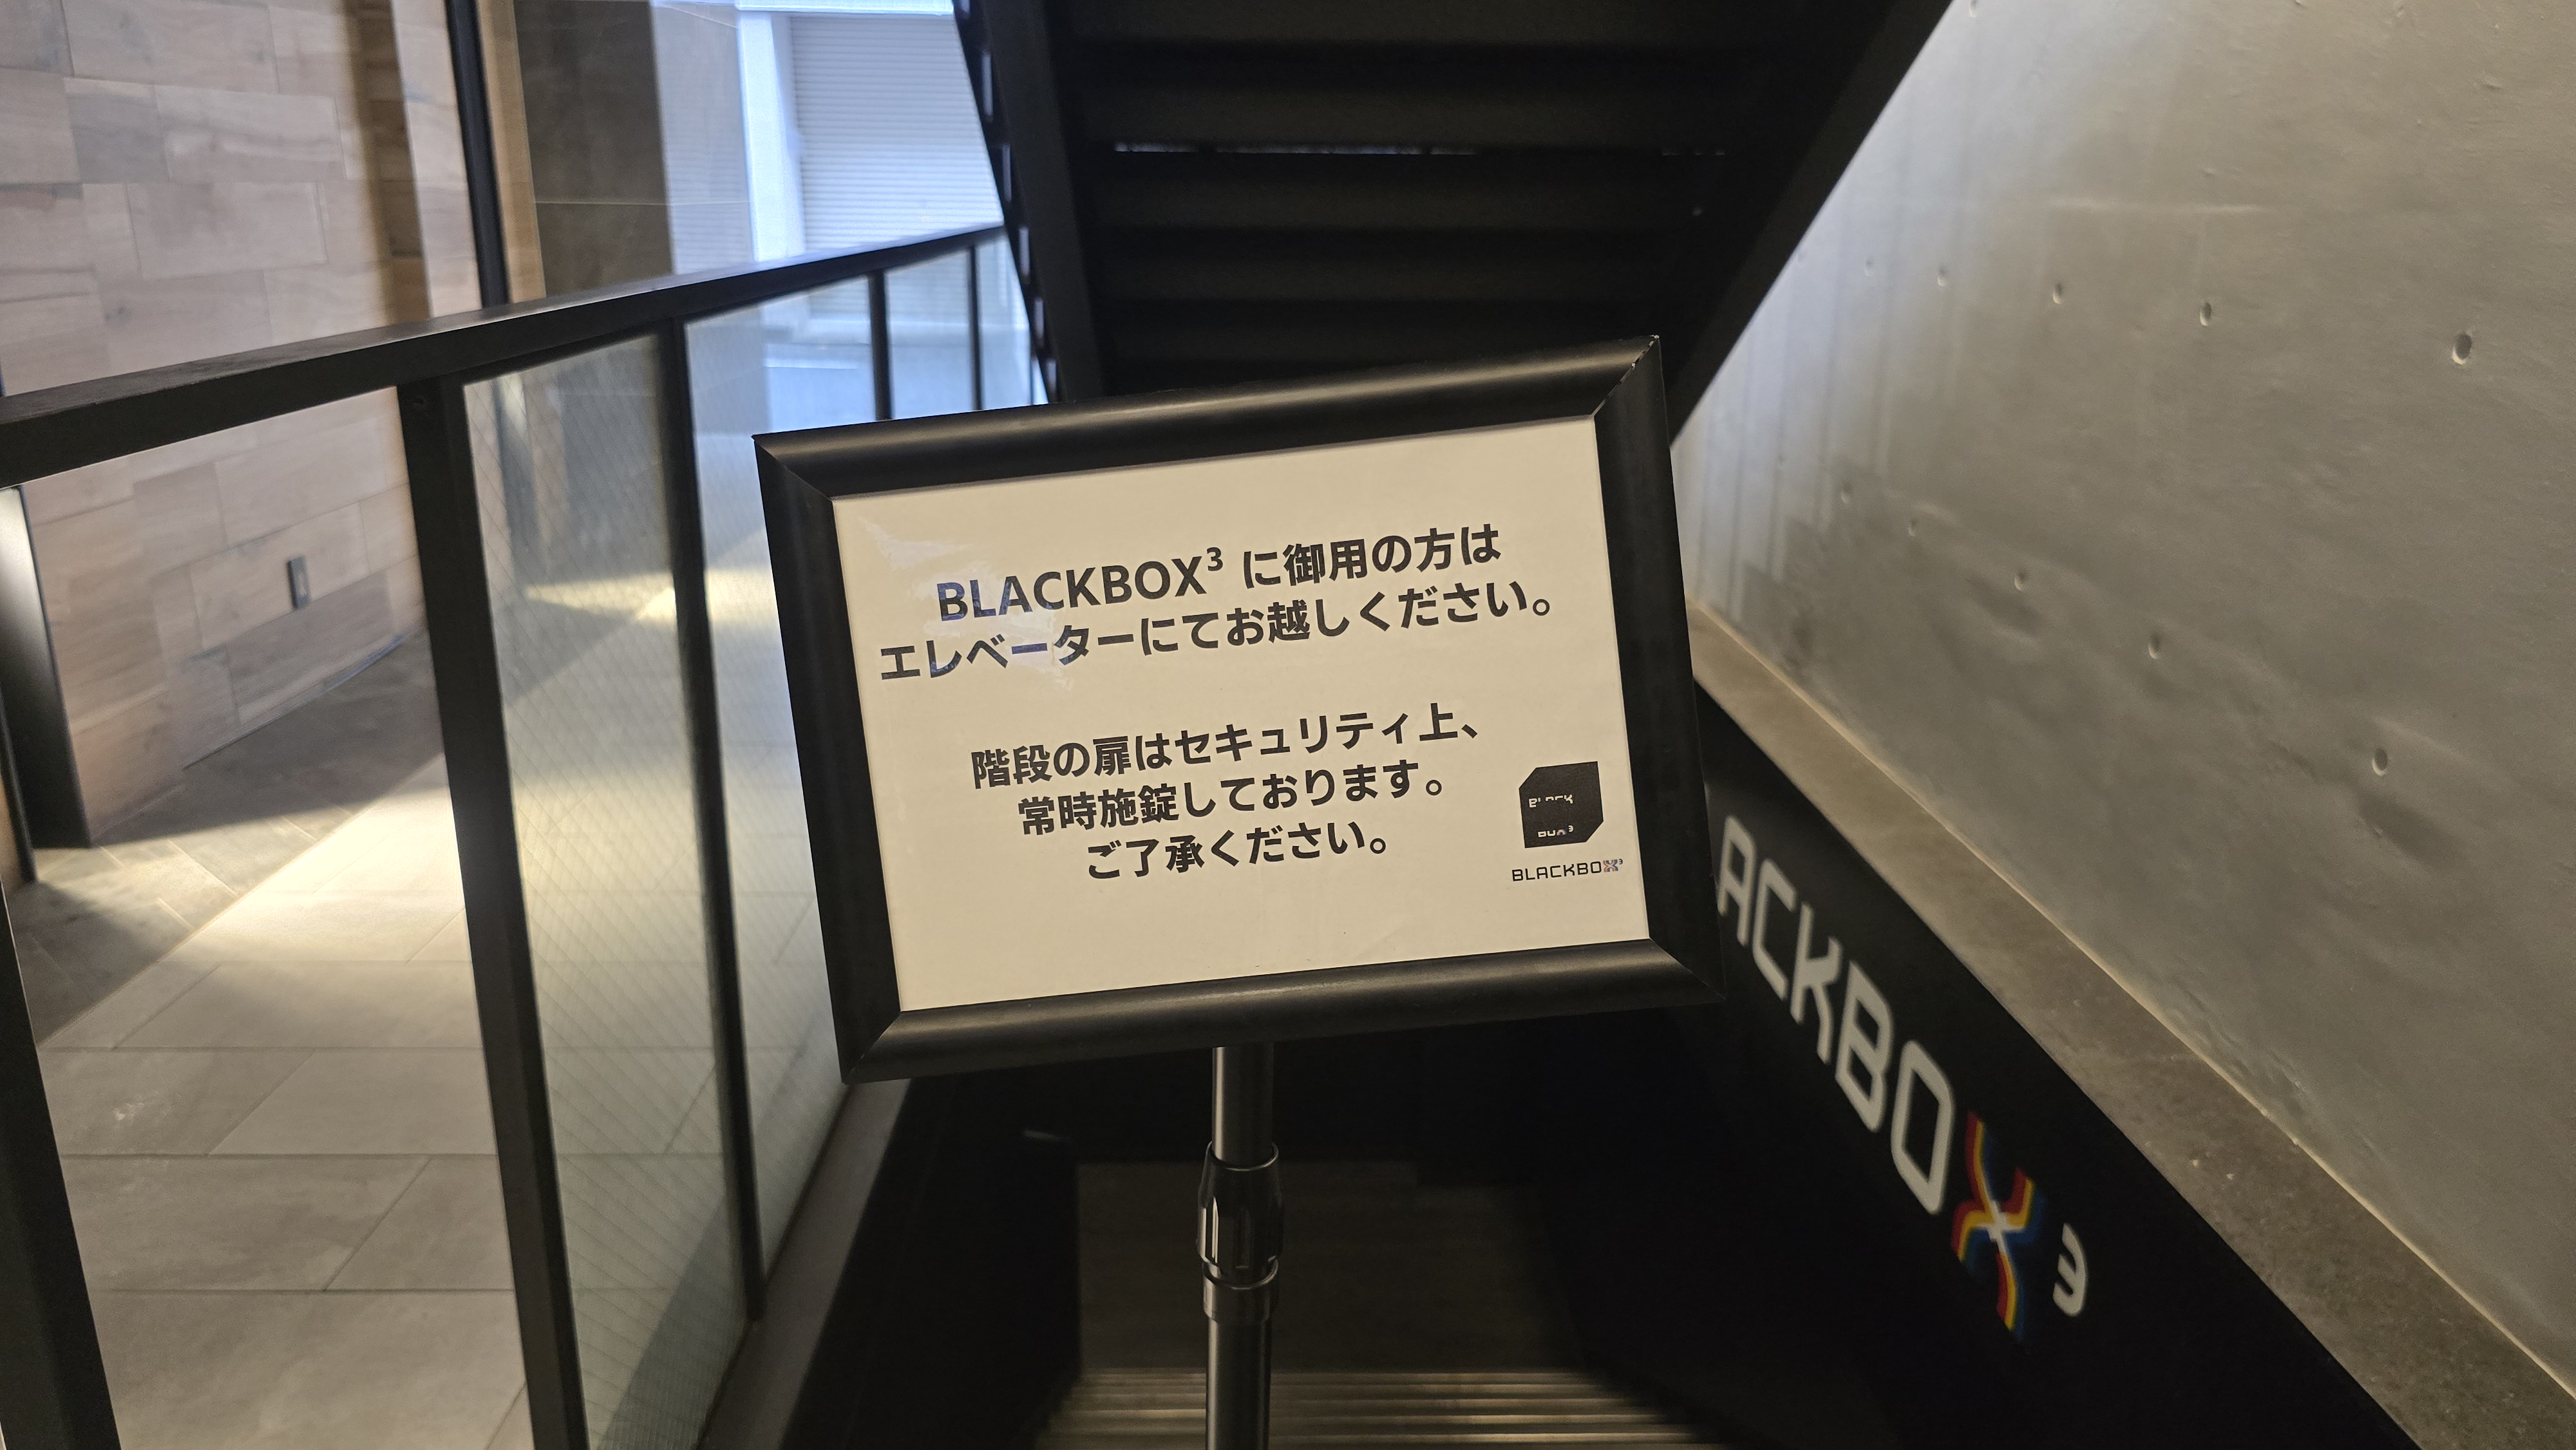 BLACKBOX³ に御用の方は
エレベーターにてお越しください。
階段の扉はセキュリティ上、
常時施錠しております。
ご了承ください。
BLACK
BOX³
BLACKBOX³
ACKBOX³